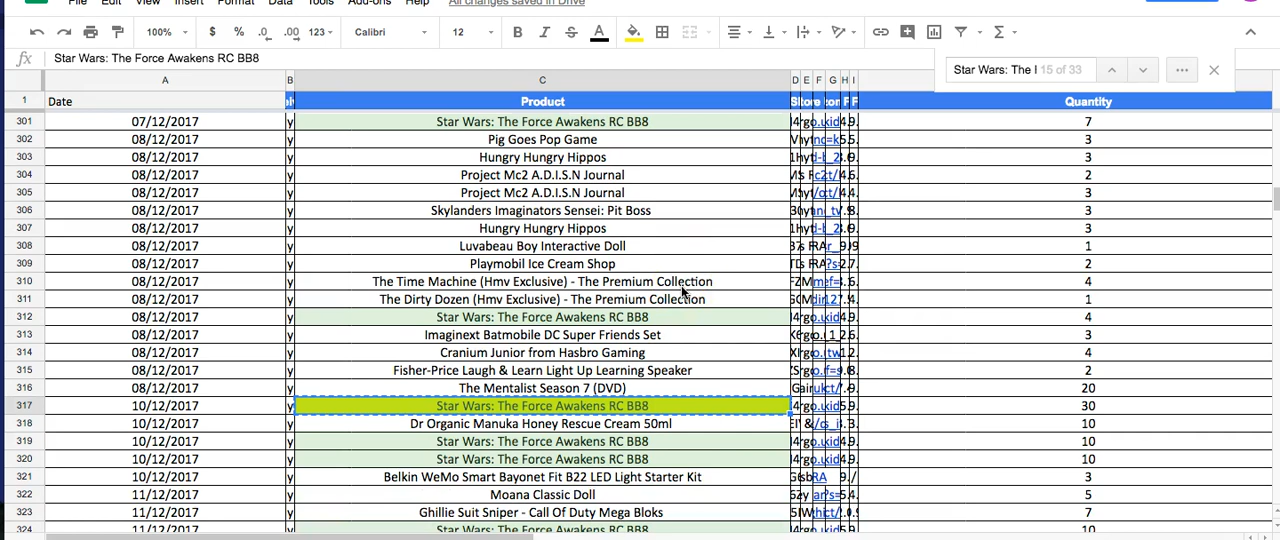 File Edit View Insert Format Data Tools Add-ons Help All changes saved in Drive
100% $ % .0 .00 123 Calibri 12 B I A
fx Star Wars: The Force Awakens RC BB8 Star Wars: The 15 of 33
A B C D E F G H I
1 Date Product Store Quantity
301 07/12/2017 y Star Wars: The Force Awakens RC BB8 7
302 08/12/2017 y Pig Goes Pop Game 3
303 08/12/2017 y Hungry Hungry Hippos 3
304 08/12/2017 y Project Mc2 A.D.I.S.N Journal 2
305 08/12/2017 y Project Mc2 A.D.I.S.N Journal 3
306 08/12/2017 y Skylanders Imaginators Sensei: Pit Boss 3
307 08/12/2017 y Hungry Hungry Hippos 3
308 08/12/2017 y Luvabeau Boy Interactive Doll 1
309 08/12/2017 y Playmobil Ice Cream Shop 2
310 08/12/2017 y The Time Machine (Hmv Exclusive) - The Premium Collection 4
311 08/12/2017 y The Dirty Dozen (Hmv Exclusive) - The Premium Collection 1
312 08/12/2017 y Star Wars: The Force Awakens RC BB8 4
313 08/12/2017 y Imaginext Batmobile DC Super Friends Set 3
314 08/12/2017 y Cranium Junior from Hasbro Gaming 4
315 08/12/2017 y Fisher-Price Laugh & Learn Light Up Learning Speaker 2
316 08/12/2017 y The Mentalist Season 7 (DVD) 20
317 10/12/2017 y Star Wars: The Force Awakens RC BB8 30
318 10/12/2017 y Dr Organic Manuka Honey Rescue Cream 50ml 10
319 10/12/2017 y Star Wars: The Force Awakens RC BB8 10
320 10/12/2017 y Star Wars: The Force Awakens RC BB8 10
321 10/12/2017 y Belkin WeMo Smart Bayonet Fit B22 LED Light Starter Kit 3
322 11/12/2017 y Moana Classic Doll 5
323 11/12/2017 y Ghillie Suit Sniper - Call Of Duty Mega Bloks 7
324 11/12/2017 y Star Wars: The Force Awakens RC BB8 10